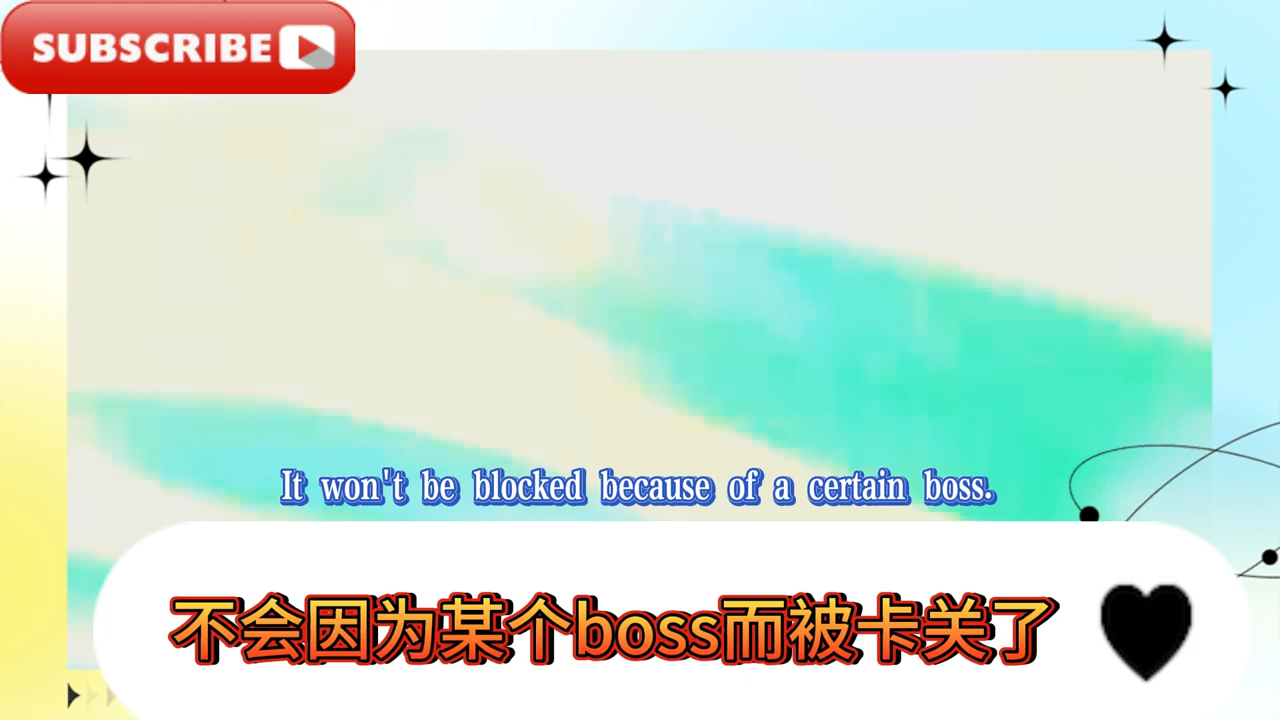 SUBSCRIBE
It won't be blocked because of a certain boss.
不会因为某个boss而被卡关了